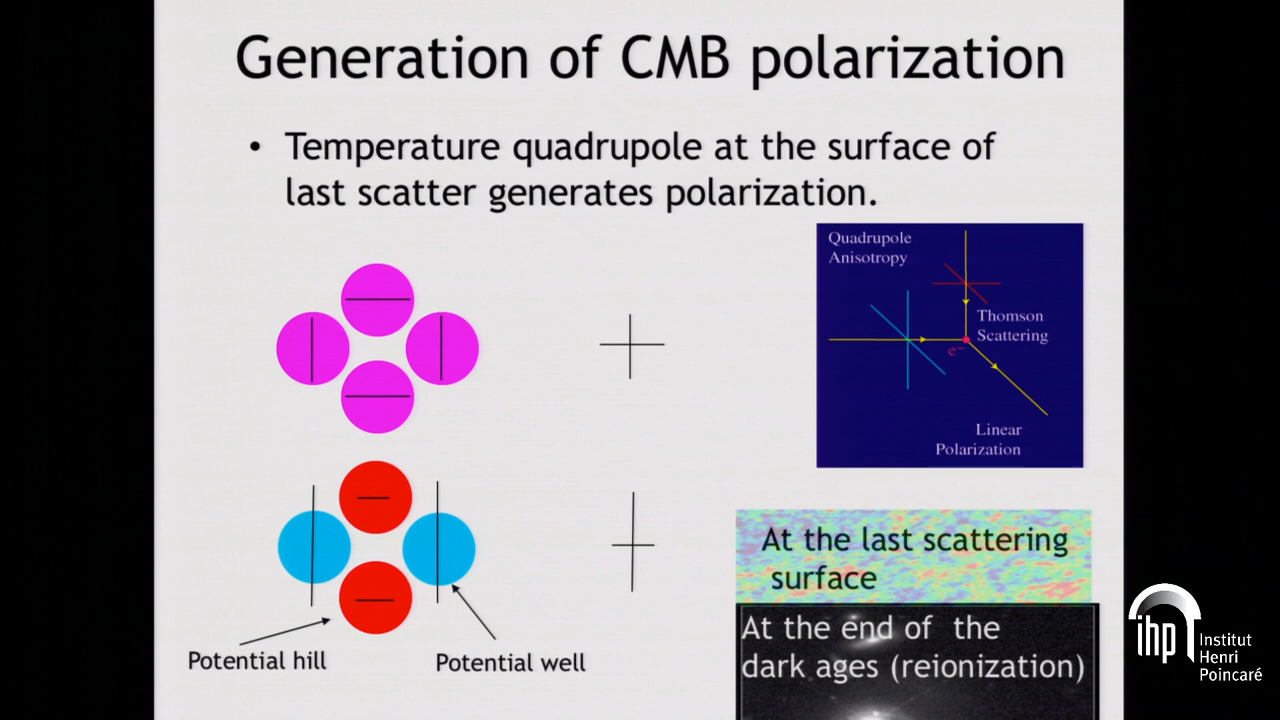 Generation of CMB polarization
• Temperature quadrupole at the surface of
last scatter generates polarization.
Quadrupole
Anisotropy
Thomson
Scattering
e−
Linear
Polarization
At the last scattering
surface
At the end of the
dark ages (reionization)
Potential hill
Potential well
ihp
Institut
Henri
Poincaré